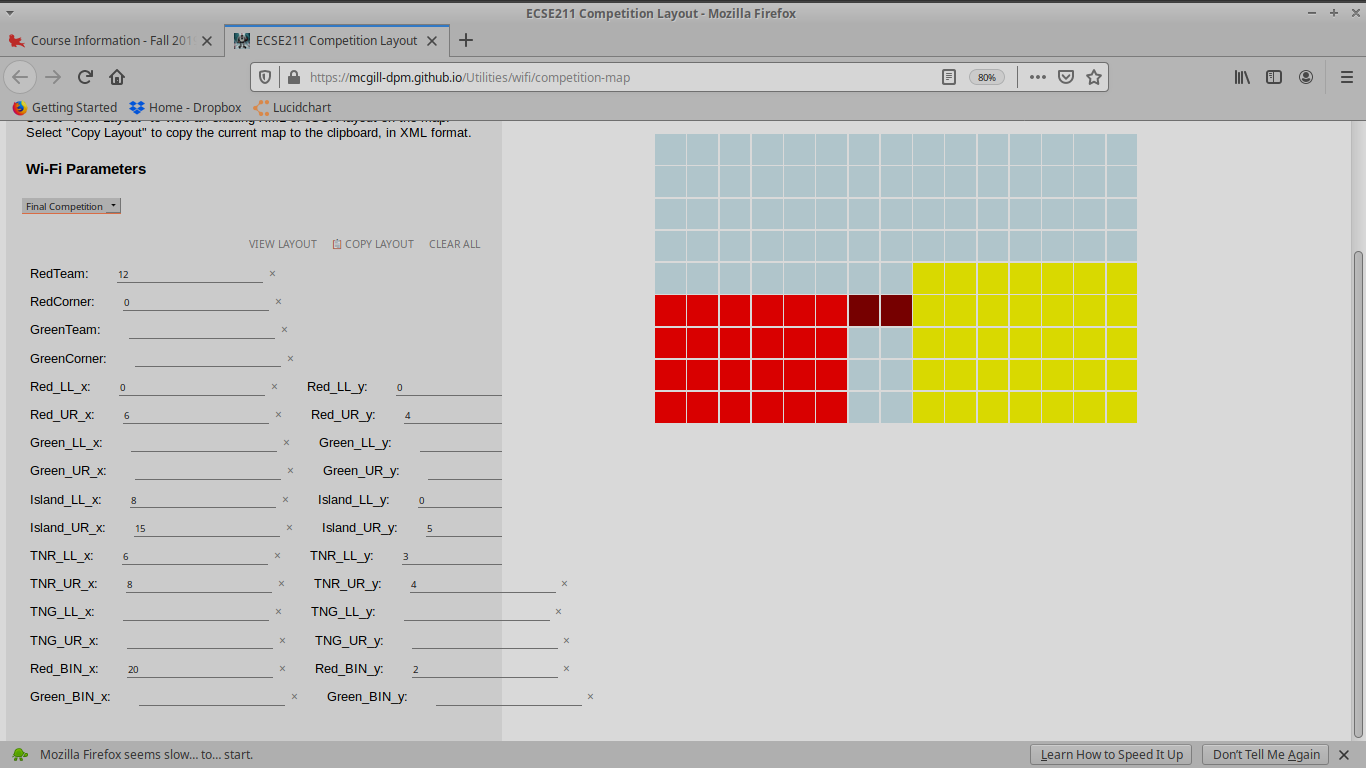 ECSE211 Competition Layout - Mozilla Firefox
Course Information - Fall 201
ECSE211 Competition Layout
https://mcgill-dpm.github.io/Utilities/wifi/competition-map
80%
Getting Started
Home - Dropbox
Lucidchart
Select "View Layout" to view an existing XML or JSON layout on the map.
Select "Copy Layout" to copy the current map to the clipboard, in XML format.
Wi-Fi Parameters
Final Competition
VIEW LAYOUT COPY LAYOUT CLEAR ALL
RedTeam: 12 ×
RedCorner: 0 ×
GreenTeam: ×
GreenCorner: ×
Red_LL_x: 0 × Red_LL_y: 0
Red_UR_x: 6 × Red_UR_y: 4
Green_LL_x: × Green_LL_y:
Green_UR_x: × Green_UR_y:
Island_LL_x: 8 × Island_LL_y: 0
Island_UR_x: 15 × Island_UR_y: 5
TNR_LL_x: 6 × TNR_LL_y: 3
TNR_UR_x: 8 × TNR_UR_y: 4 ×
TNG_LL_x: × TNG_LL_y: ×
TNG_UR_x: × TNG_UR_y: ×
Red_BIN_x: 20 × Red_BIN_y: 2 ×
Green_BIN_x: × Green_BIN_y: ×
Mozilla Firefox seems slow... to... start.
Learn How to Speed It Up
Don't Tell Me Again